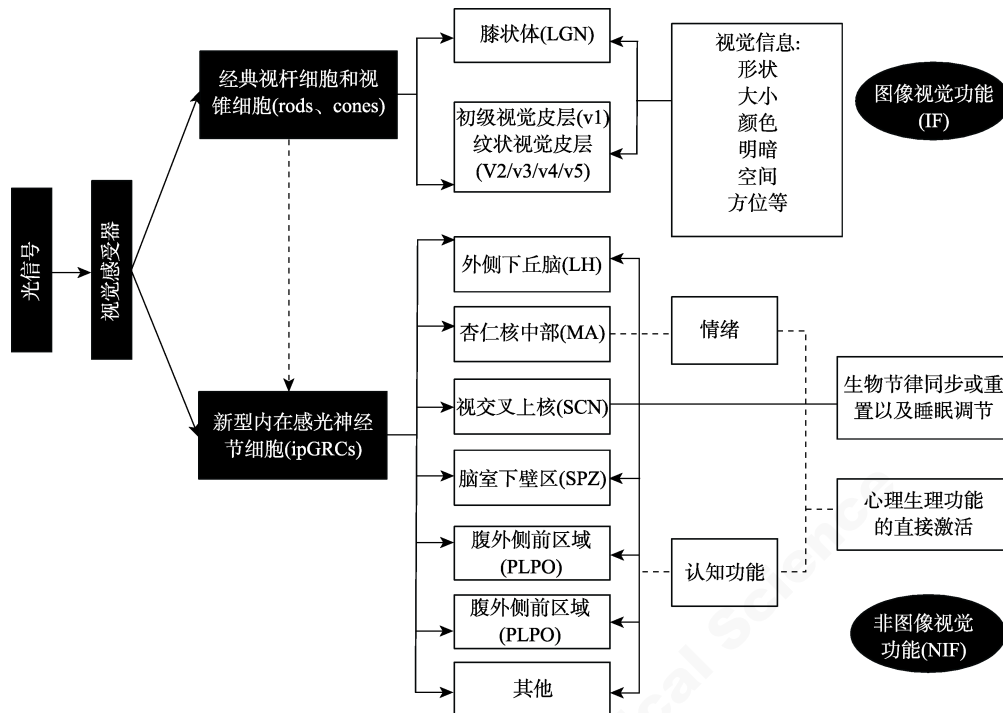 光信号
视觉感受器
经典视杆细胞和视
锥细胞(rods、cones)
新型内在感光神经
节细胞(ipGRCs)
膝状体(LGN)
初级视觉皮层(v1)
纹状视觉皮层
(V2/v3/v4/v5)
视觉信息:
形状
大小
颜色
明暗
空间
方位等
图像视觉功能
(IF)
外侧下丘脑(LH)
杏仁核中部(MA)
视交叉上核(SCN)
脑室下壁区(SPZ)
腹外侧前区域
(PLPO)
腹外侧前区域
(PLPO)
其他
情绪
认知功能
生物节律同步或重
置以及睡眠调节
心理生理功能
的直接激活
非图像视觉
功能(NIF)
ical Science